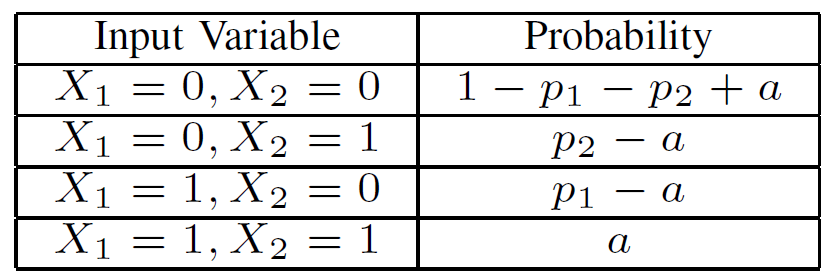 Input Variable Probability
X₁ = 0, X₂ = 0 1 − p₁ − p₂ + a
X₁ = 0, X₂ = 1 p₂ − a
X₁ = 1, X₂ = 0 p₁ − a
X₁ = 1, X₂ = 1 a